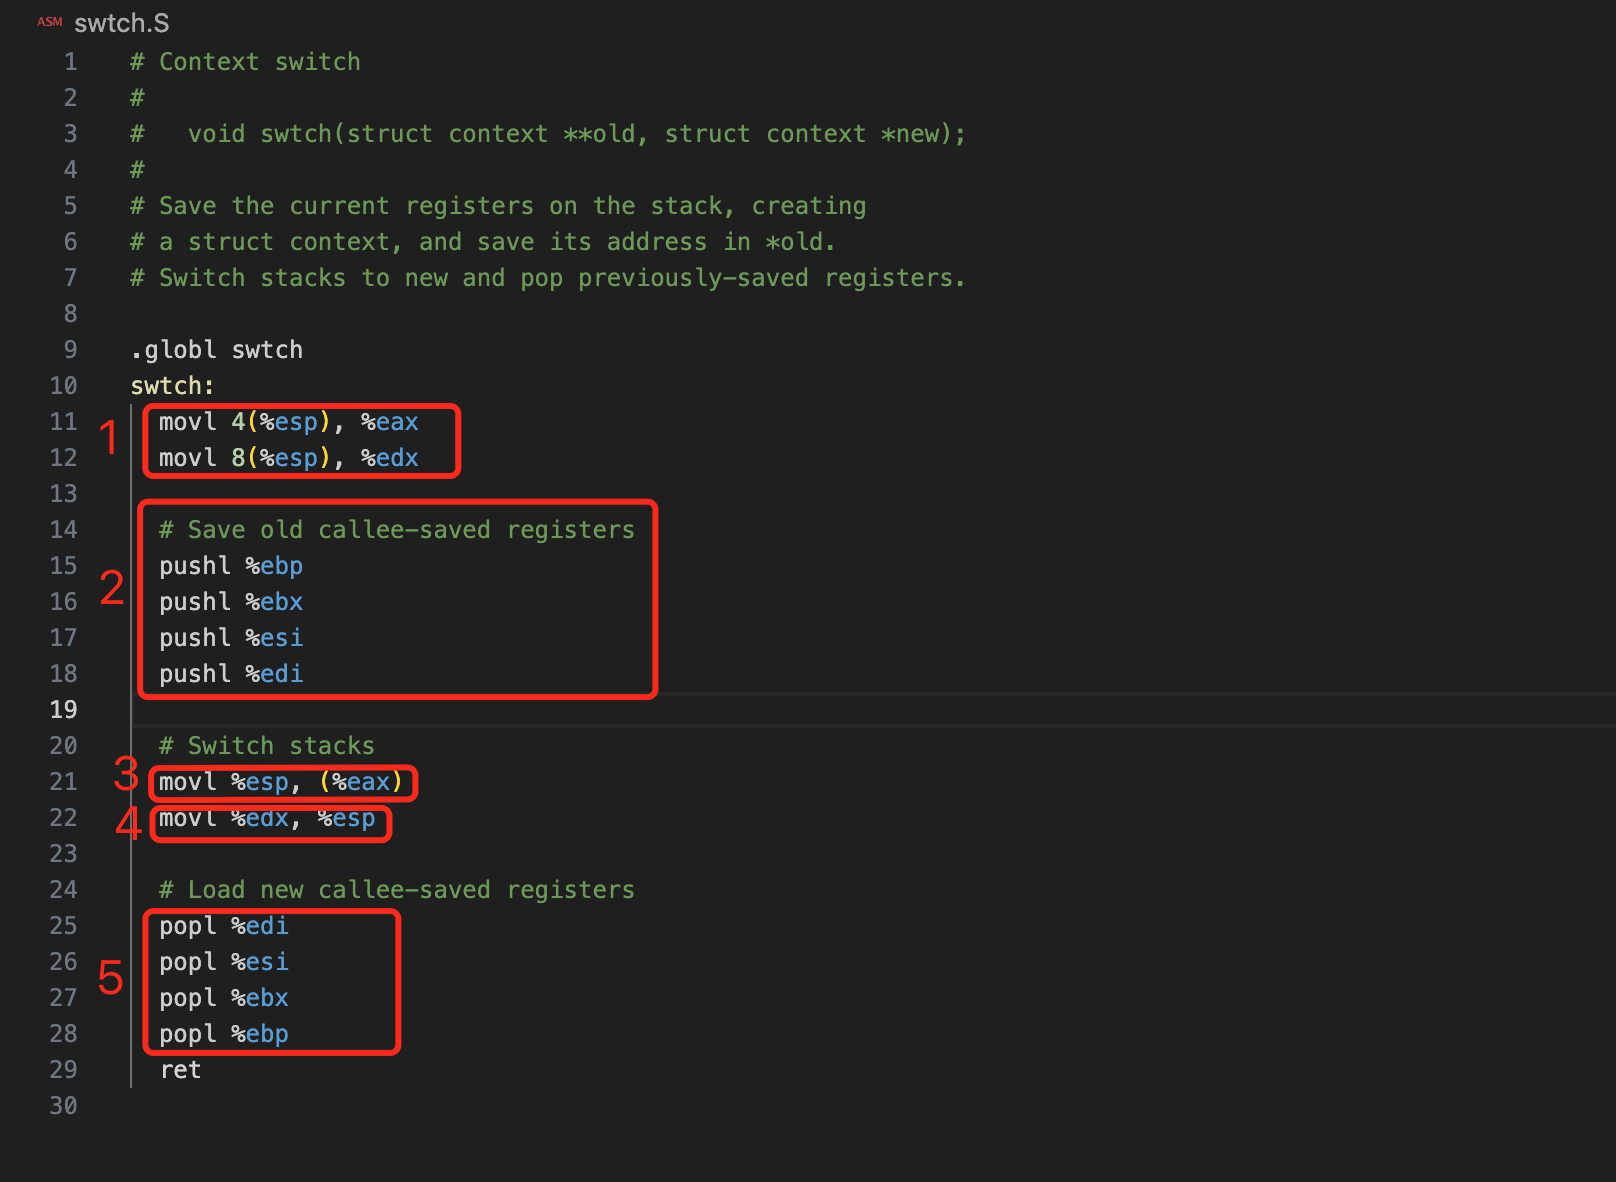 ASM swtch.S
1 # Context switch
2 #
3 #   void swtch(struct context **old, struct context *new);
4 #
5 # Save the current registers on the stack, creating
6 # a struct context, and save its address in *old.
7 # Switch stacks to new and pop previously-saved registers.
8
9 .globl swtch
10 swtch:
1
11   movl 4(%esp), %eax
12   movl 8(%esp), %edx
13
14   # Save old callee-saved registers
15   pushl %ebp
2
16   pushl %ebx
17   pushl %esi
18   pushl %edi
19
20   # Switch stacks
3
21   movl %esp, (%eax)
4
22   movl %edx, %esp
23
24   # Load new callee-saved registers
25   popl %edi
5
26   popl %esi
27   popl %ebx
28   popl %ebp
29   ret
30